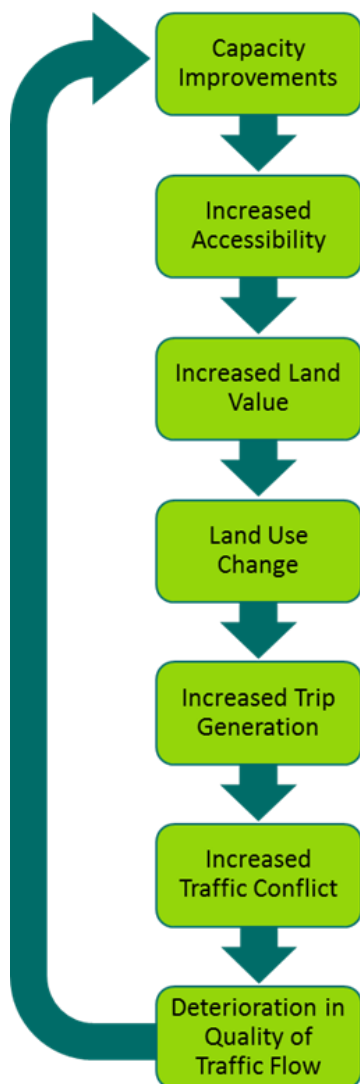 Capacity
Improvements
Increased
Accessibility
Increased Land
Value
Land Use
Change
Increased Trip
Generation
Increased
Traffic Conflict
Deterioration in
Quality of
Traffic Flow